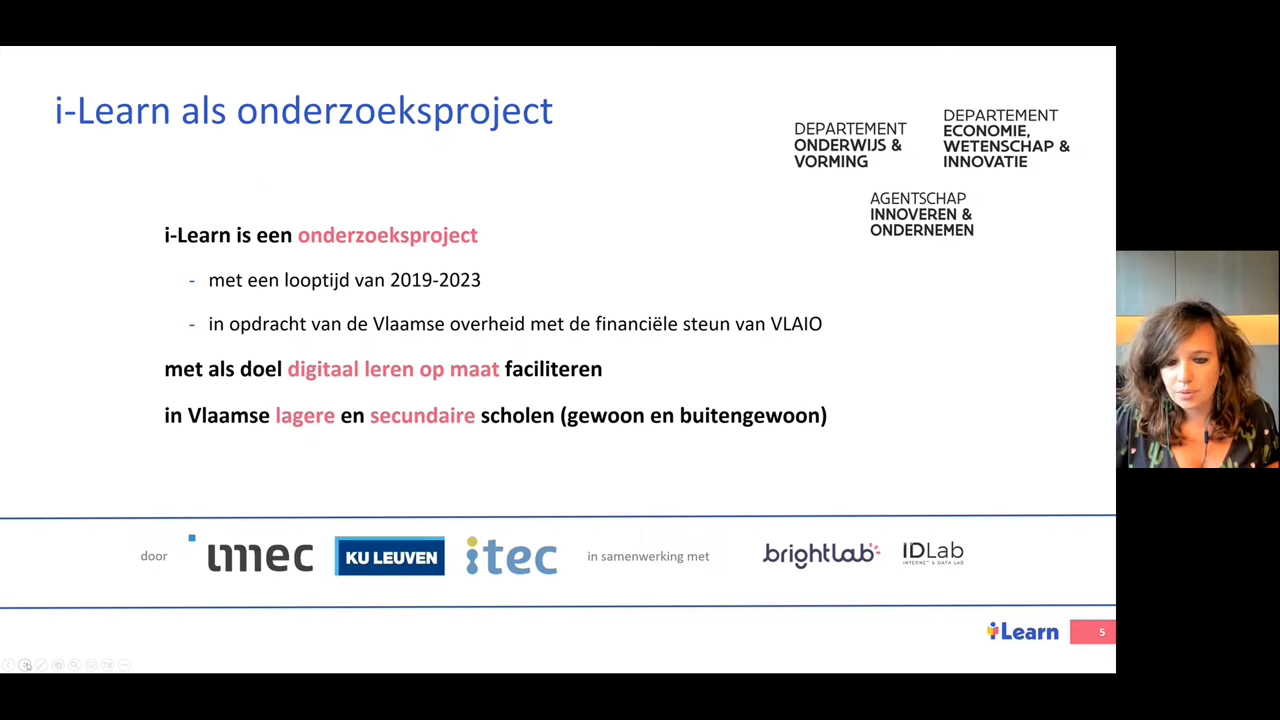 i-Learn als onderzoeksproject
DEPARTEMENT
ONDERWIJS &
VORMING
DEPARTEMENT
ECONOMIE,
WETENSCHAP &
INNOVATIE
AGENTSCHAP
INNOVEREN &
ONDERNEMEN
i-Learn is een onderzoeksproject
- met een looptijd van 2019-2023
- in opdracht van de Vlaamse overheid met de financiële steun van VLAIO
met als doel digitaal leren op maat faciliteren
in Vlaamse lagere en secundaire scholen (gewoon en buitengewoon)
door
imec
KU LEUVEN
itec
in samenwerking met
brightlab
IDLab
INTERNET & DATA LAB
iLearn
5